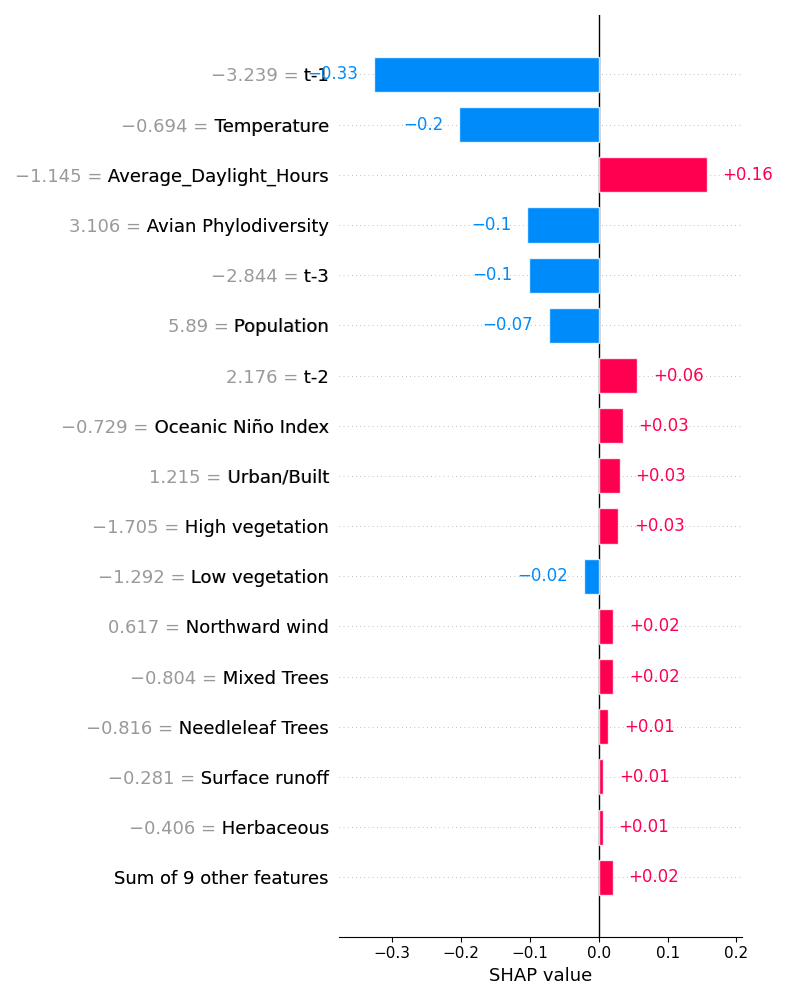 −3.239 = t-1 −0.33
−0.694 = Temperature −0.2
−1.145 = Average_Daylight_Hours +0.16
3.106 = Avian Phylodiversity −0.1
−2.844 = t-3 −0.1
5.89 = Population −0.07
2.176 = t-2 +0.06
−0.729 = Oceanic Niño Index +0.03
1.215 = Urban/Built +0.03
−1.705 = High vegetation +0.03
−1.292 = Low vegetation −0.02
0.617 = Northward wind +0.02
−0.804 = Mixed Trees +0.02
−0.816 = Needleleaf Trees +0.01
−0.281 = Surface runoff +0.01
−0.406 = Herbaceous +0.01
Sum of 9 other features +0.02
−0.3 −0.2 −0.1 0.0 0.1 0.2
SHAP value